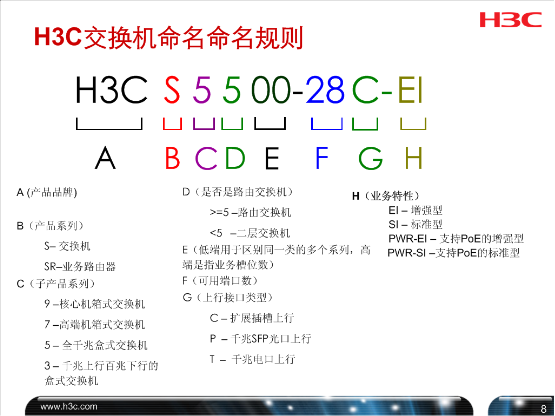 H3C
H3C交换机命名命名规则
H3C S 5 5 00-28 C-EI
A B C D E F G H
A (产品品牌)
B（产品系列）
S– 交换机
SR–业务路由器
C（子产品系列）
9 –核心机箱式交换机
7 –高端机箱式交换机
5 – 全千兆盒式交换机
3 – 千兆上行百兆下行的
盒式交换机
D（是否是路由交换机）
>=5 –路由交换机
<5 –二层交换机
E（低端用于区别同一类的多个系列，高
端是指业务槽位数）
F（可用端口数）
G（上行接口类型）
C – 扩展插槽上行
P – 千兆SFP光口上行
T – 千兆电口上行
H（业务特性）
EI – 增强型
SI – 标准型
PWR-EI – 支持PoE的增强型
PWR-SI –支持PoE的标准型
www.h3c.com
8